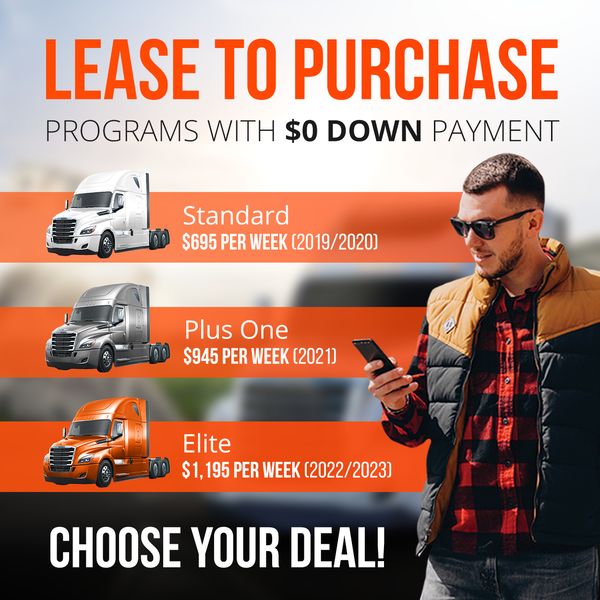 LEASE TO PURCHASE
PROGRAMS WITH $0 DOWN PAYMENT
Standard
$695 PER WEEK (2019/2020)
Plus One
$945 PER WEEK (2021)
Elite
$1,195 PER WEEK (2022/2023)
CHOOSE YOUR DEAL!